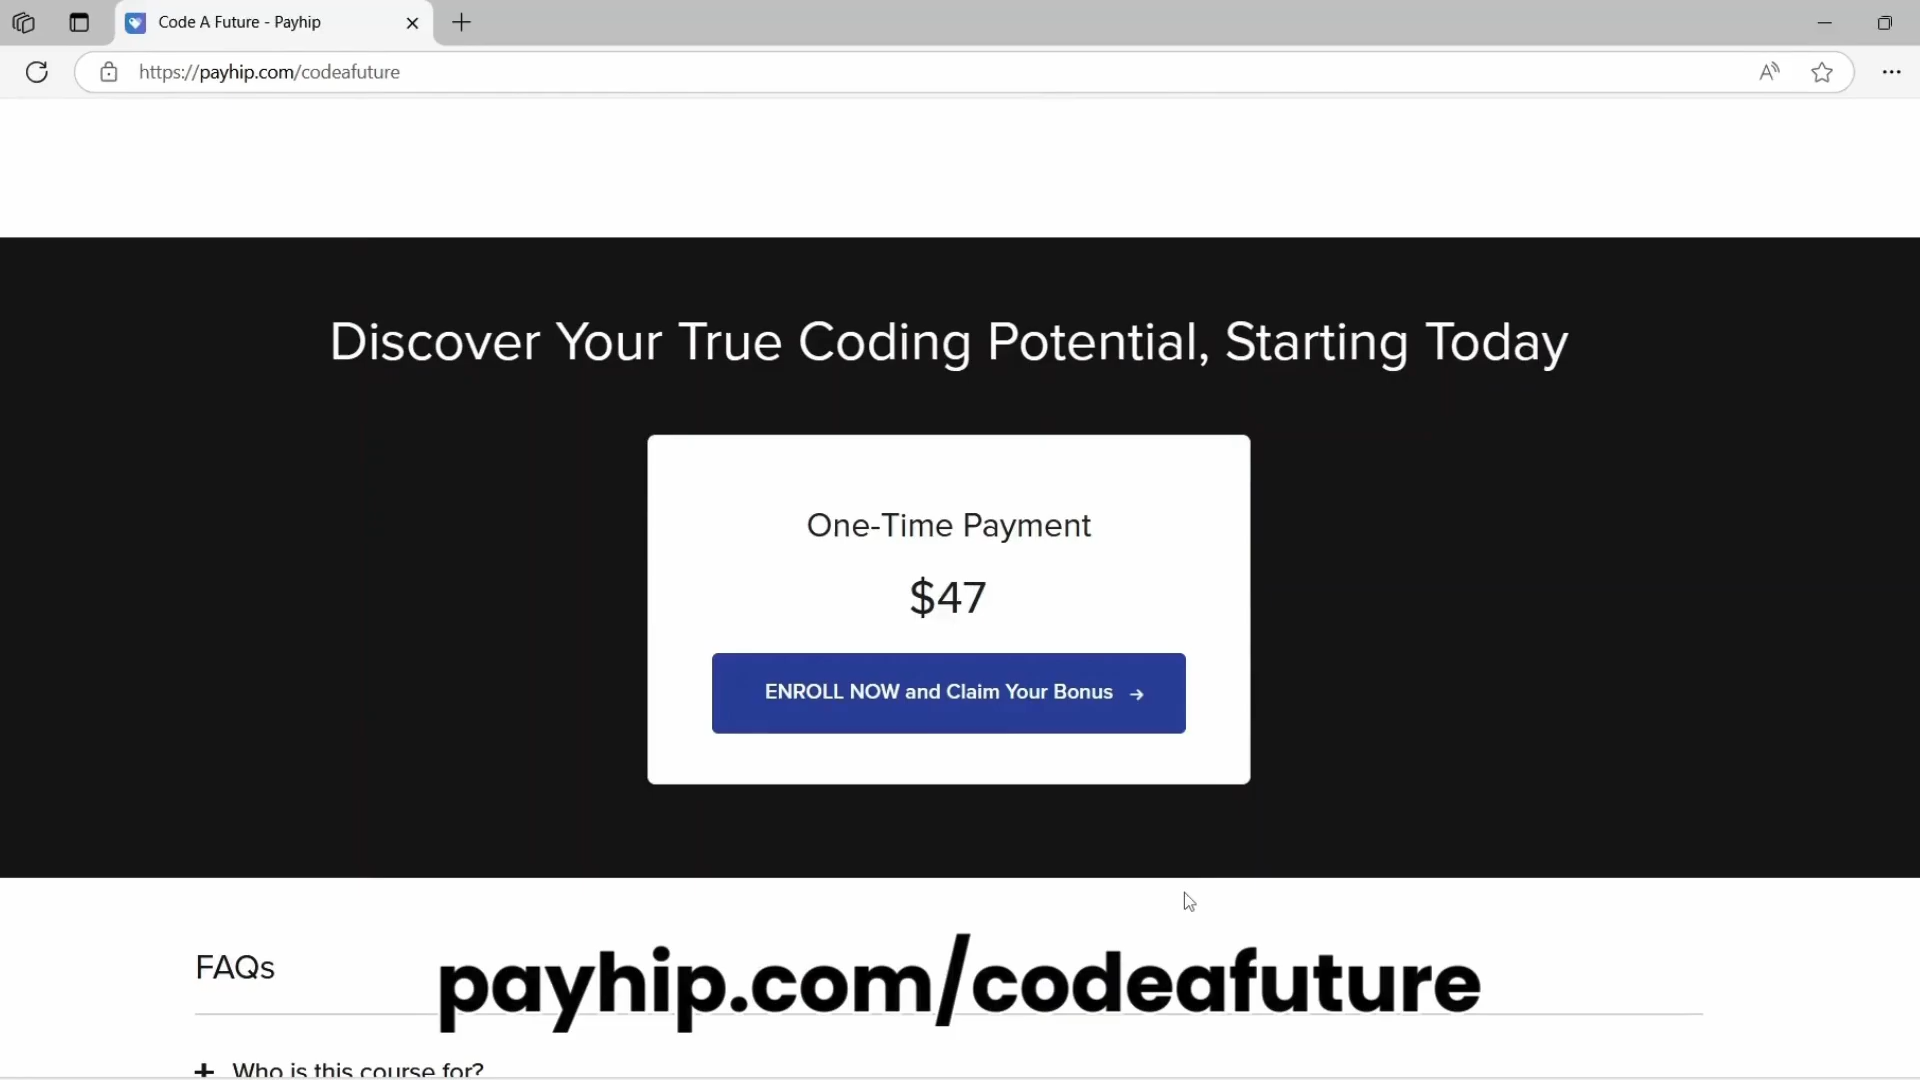 Code A Future - Payhip
https://payhip.com/codeafuture
Discover Your True Coding Potential, Starting Today
One-Time Payment
$47
ENROLL NOW and Claim Your Bonus →
FAQs
payhip.com/codeafuture
+ Who is this course for?